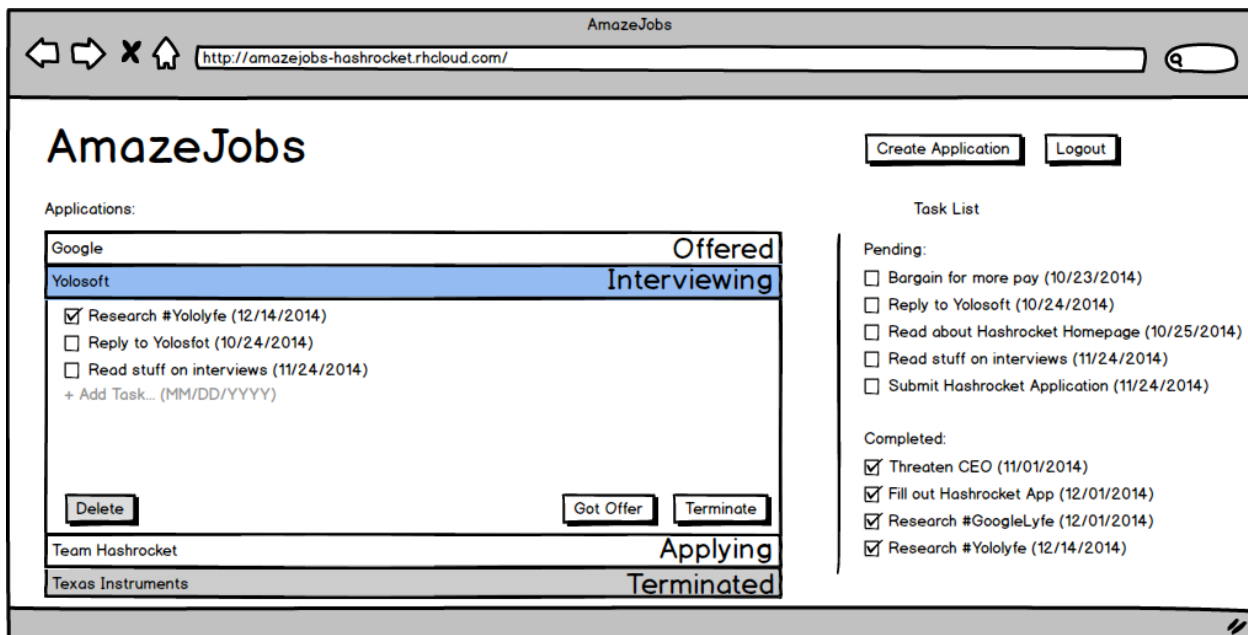 AmazeJobs
http://amazejobs-hashrocket.rhcloud.com/
AmazeJobs
Create Application
Logout
Applications:
Google Offered
Yolosoft Interviewing
Research #Yololyfe (12/14/2014)
Reply to Yolosfot (10/24/2014)
Read stuff on interviews (11/24/2014)
+ Add Task... (MM/DD/YYYY)
Delete
Got Offer
Terminate
Team Hashrocket Applying
Texas Instruments Terminated
Task List
Pending:
Bargain for more pay (10/23/2014)
Reply to Yolosoft (10/24/2014)
Read about Hashrocket Homepage (10/25/2014)
Read stuff on interviews (11/24/2014)
Submit Hashrocket Application (11/24/2014)
Completed:
Threaten CEO (11/01/2014)
Fill out Hashrocket App (12/01/2014)
Research #GoogleLyfe (12/01/2014)
Research #Yololyfe (12/14/2014)